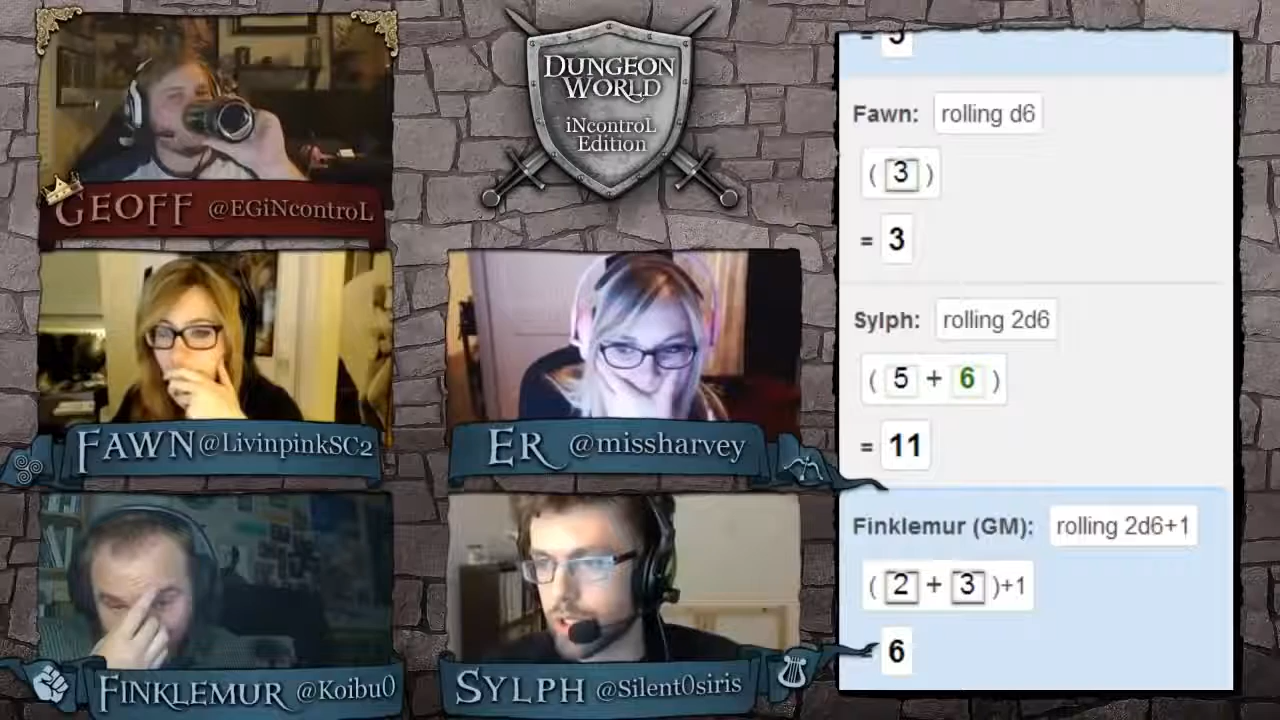 DUNGEON
WORLD
iNcontroL
Edition
GEOFF @EGiNcontroL
FAWN @LivinpinkSC2
ER @missharvey
FINKLEMUR @Koibu0
SYLPH @Silent0siris
= 5
Fawn: rolling d6
( 3 )
= 3
Sylph: rolling 2d6
( 5 + 6 )
= 11
Finklemur (GM): rolling 2d6+1
( 2 + 3 )+1
= 6